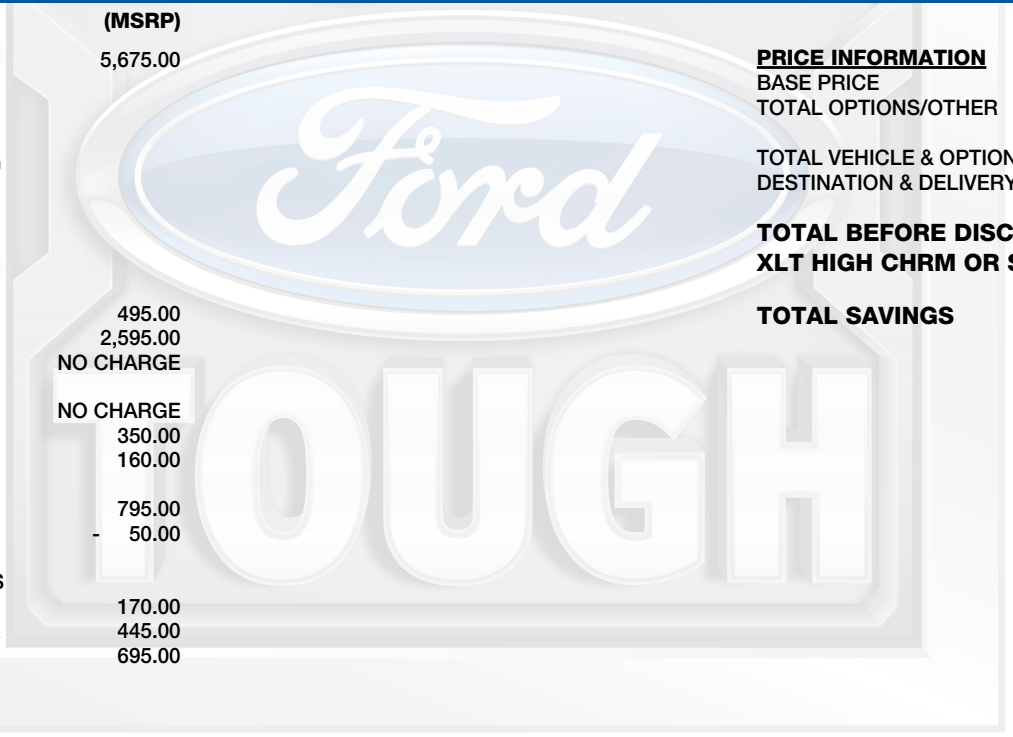 (MSRP)
5,675.00
495.00
2,595.00
NO CHARGE
NO CHARGE
350.00
160.00
795.00
- 50.00
170.00
445.00
695.00
PRICE INFORMATION
BASE PRICE
TOTAL OPTIONS/OTHER
TOTAL VEHICLE & OPTION
DESTINATION & DELIVERY
TOTAL BEFORE DISC
XLT HIGH CHRM OR S
TOTAL SAVINGS
Ford
TOUGH